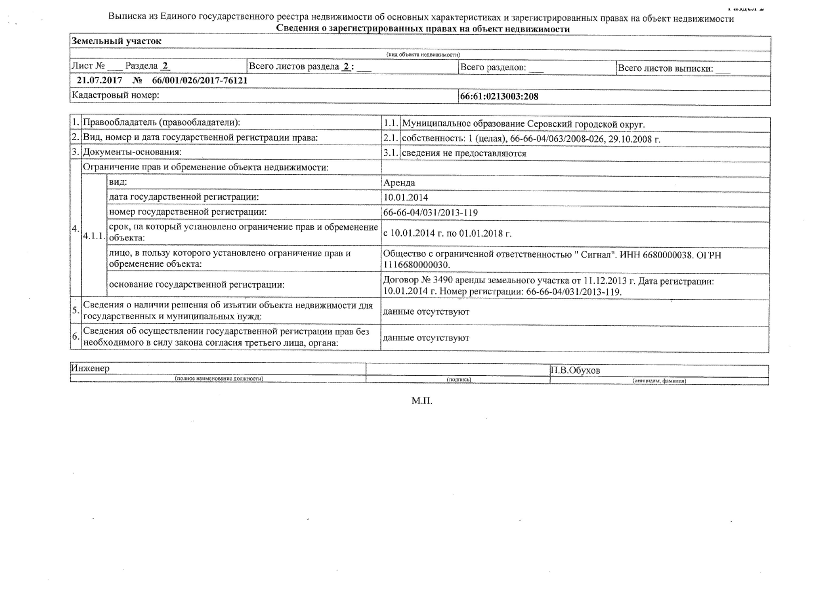 Раздел 2
Выписка из Единого государственного реестра недвижимости об основных характеристиках и зарегистрированных правах на объект недвижимости
Сведения о зарегистрированных правах на объект недвижимости
Земельный участок
(вид объекта недвижимости)
Лист № ___ Раздела 2 Всего листов раздела 2 : ___ Всего разделов: ___ Всего листов выписки: ___
21.07.2017 № 66/001/026/2017-76121
Кадастровый номер: 66:61:0213003:208
1. Правообладатель (правообладатели): 1.1. Муниципальное образование Серовский городской округ.
2. Вид, номер и дата государственной регистрации права: 2.1. собственность: 1 (целая), 66-66-04/063/2008-026, 29.10.2008 г.
3. Документы-основания: 3.1. сведения не предоставляются
Ограничение прав и обременение объекта недвижимости:
вид: Аренда
дата государственной регистрации: 10.01.2014
номер государственной регистрации: 66-66-04/031/2013-119
4. 4.1.1. срок, на который установлено ограничение прав и обременение объекта: с 10.01.2014 г. по 01.01.2018 г.
лицо, в пользу которого установлено ограничение прав и обременение объекта: Общество с ограниченной ответственностью " Сигнал". ИНН 6680000038. ОГРН 1116680000030.
основание государственной регистрации: Договор № 3490 аренды земельного участка от 11.12.2013 г. Дата регистрации: 10.01.2014 г. Номер регистрации: 66-66-04/031/2013-119.
5. Сведения о наличии решения об изъятии объекта недвижимости для государственных и муниципальных нужд: данные отсутствуют
6. Сведения об осуществлении государственной регистрации прав без необходимого в силу закона согласия третьего лица, органа: данные отсутствуют
Инженер П.В.Обухов
(полное наименование должности) (подпись) (инициалы, фамилия)
М.П.